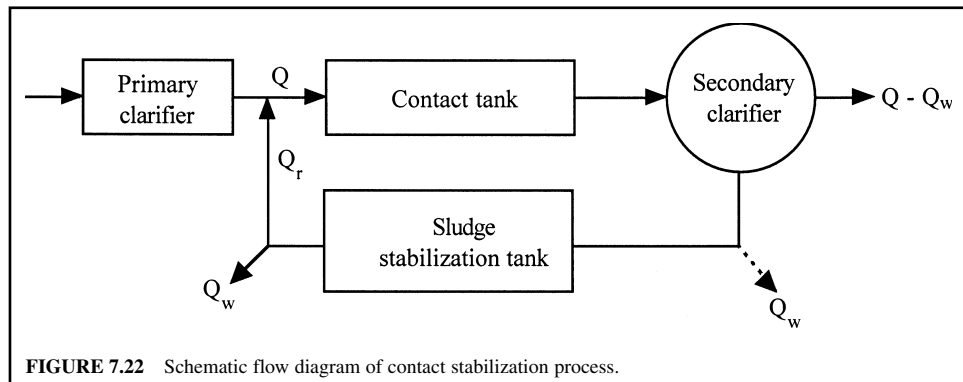 Primary
clarifier
Q
Contact tank
Secondary
clarifier
Q - Qw
Qr
Sludge
stabilization tank
Qw
Qw
FIGURE 7.22 Schematic flow diagram of contact stabilization process.